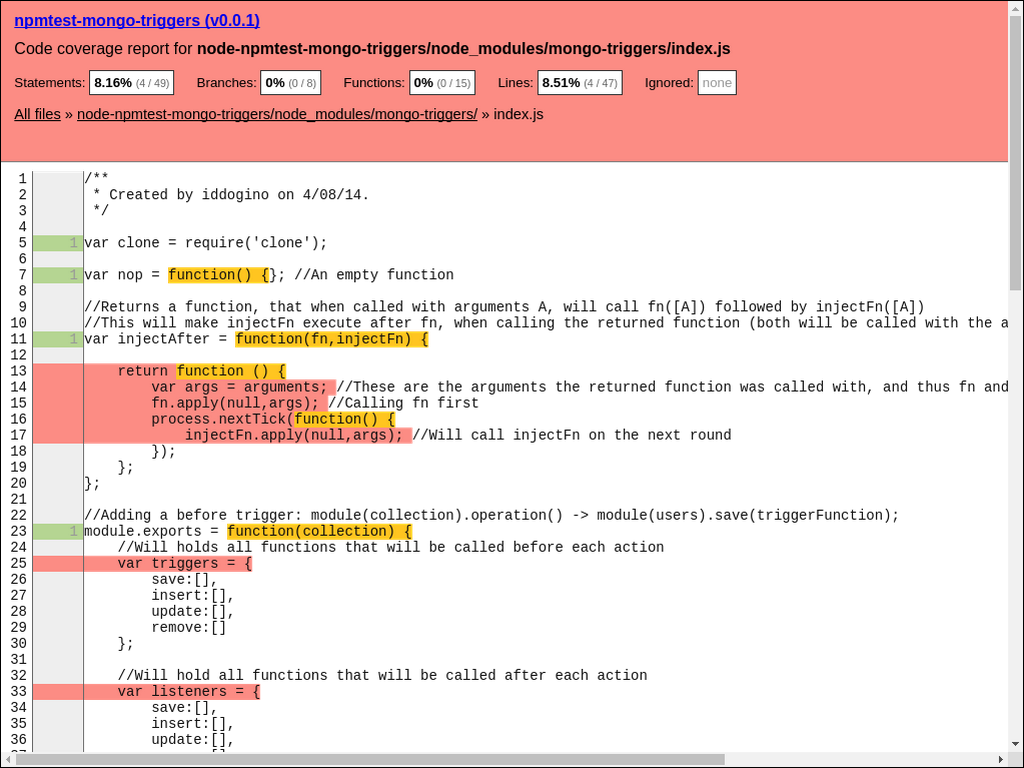 npmtest-mongo-triggers (v0.0.1)
Code coverage report for node-npmtest-mongo-triggers/node_modules/mongo-triggers/index.js
Statements: 8.16% (4 / 49) Branches: 0% (0 / 8) Functions: 0% (0 / 15) Lines: 8.51% (4 / 47) Ignored: none
All files » node-npmtest-mongo-triggers/node_modules/mongo-triggers/ » index.js
1 /**
2  * Created by iddogino on 4/08/14.
3  */
4
5 1 var clone = require('clone');
6
7 1 var nop = function() {}; //An empty function
8
9 //Returns a function, that when called with arguments A, will call fn([A]) followed by injectFn([A])
10 //This will make injectFn execute after fn, when calling the returned function (both will be called with the a
11 1 var injectAfter = function(fn,injectFn) {
12
13     return function () {
14         var args = arguments; //These are the arguments the returned function was called with, and thus fn and
15         fn.apply(null,args); //Calling fn first
16         process.nextTick(function() {
17             injectFn.apply(null,args); //Will call injectFn on the next round
18         });
19     };
20 };
21
22 //Adding a before trigger: module(collection).operation() -> module(users).save(triggerFunction);
23 1 module.exports = function(collection) {
24     //Will holds all functions that will be called before each action
25     var triggers = {
26         save:[],
27         insert:[],
28         update:[],
29         remove:[]
30     };
31
32     //Will hold all functions that will be called after each action
33     var listeners = {
34         save:[],
35         insert:[],
36         update:[],